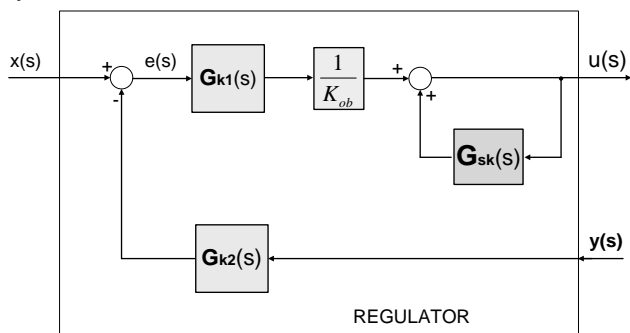 x(s)
+
-
e(s)
Gk1(s)
1
Kob
+
+
u(s)
Gsk(s)
Gk2(s)
y(s)
REGULATOR